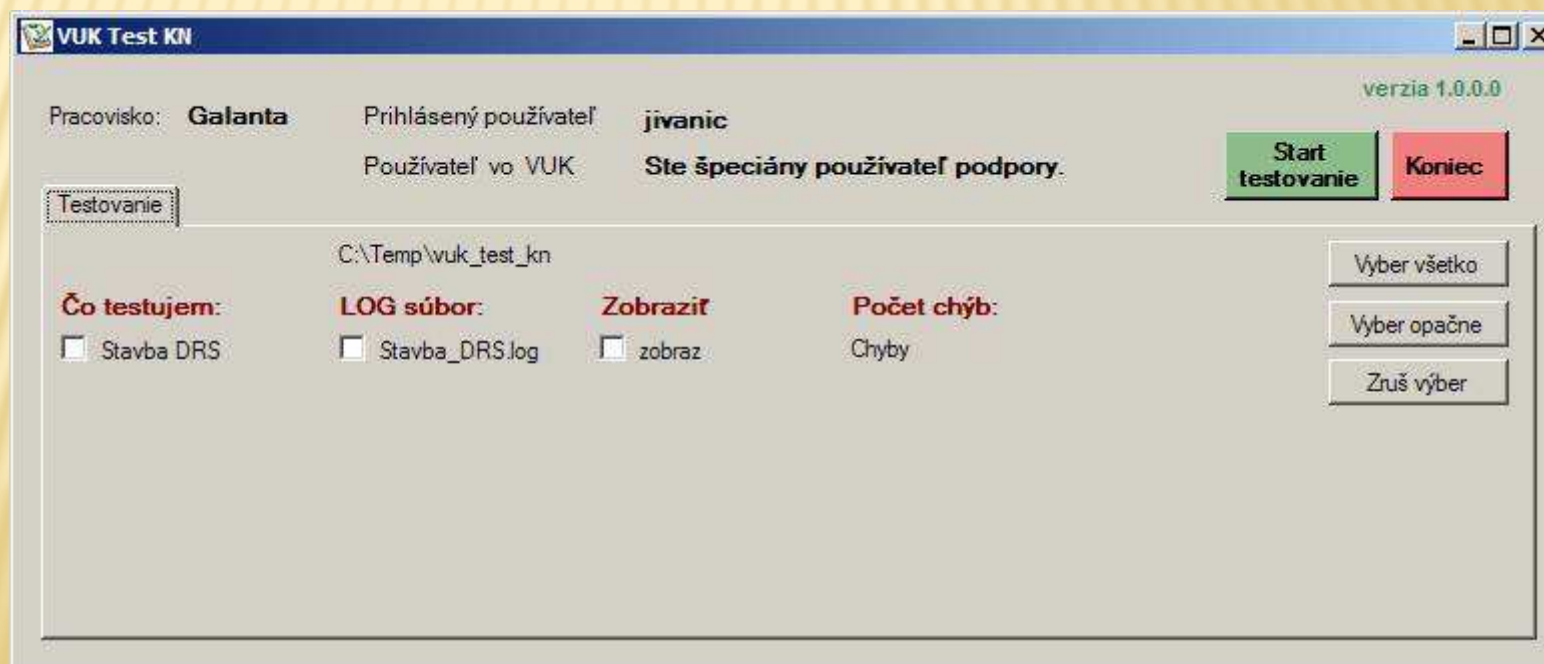 VUK Test KN
verzia 1.0.0.0
Pracovisko: Galanta Prihlásený používateľ jivanic
Používateľ vo VUK Ste špeciány používateľ podpory.
Start
testovanie
Koniec
Testovanie
C:\Temp\vuk_test_kn
Vyber všetko
Čo testujem: LOG súbor: Zobraziť Počet chýb:
Vyber opačne
Stavba DRS Stavba_DRS.log zobraz Chyby
Zruš výber